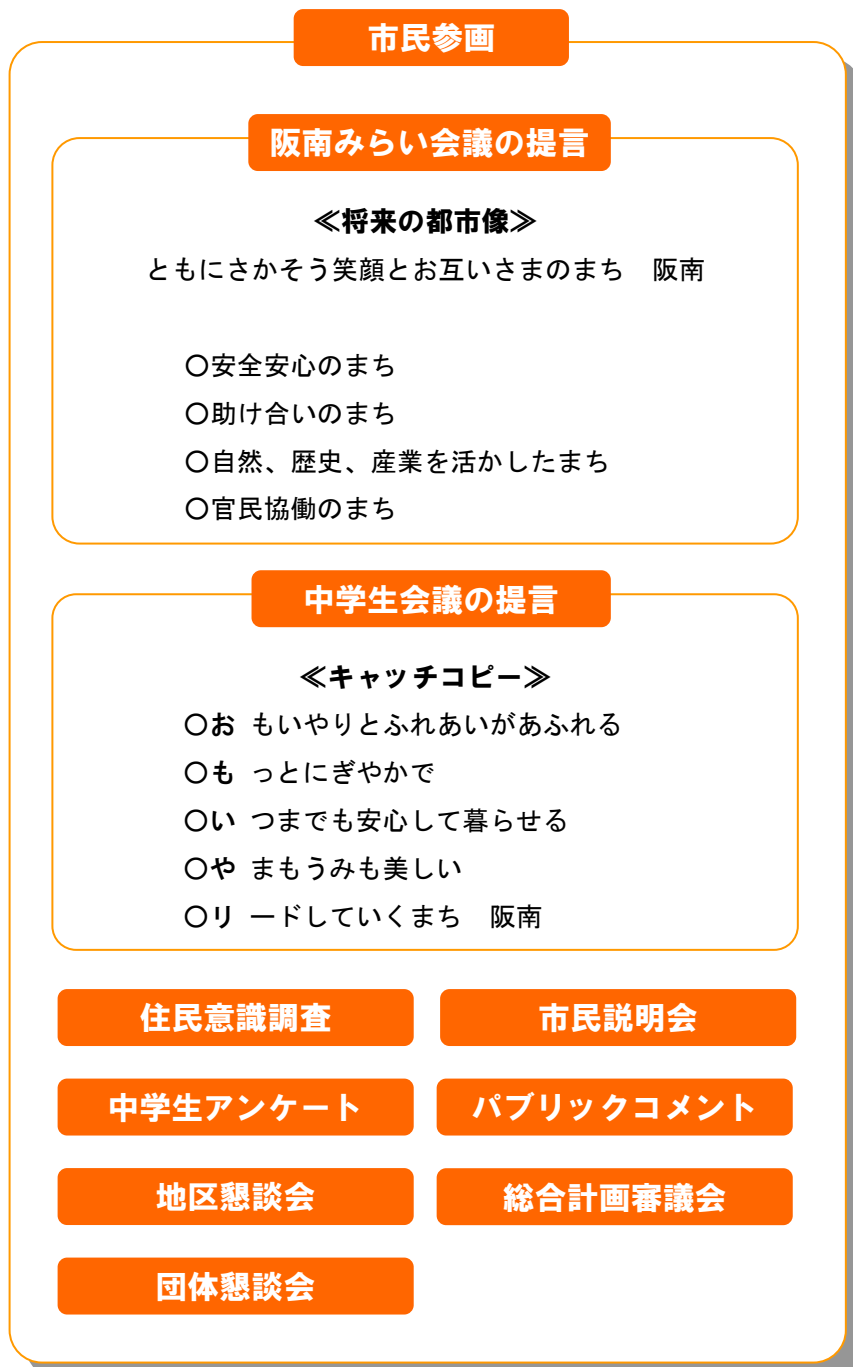 市民参画
阪南みらい会議の提言
≪将来の都市像≫
ともにさかそう笑顔とお互いさまのまち　阪南
〇安全安心のまち
〇助け合いのまち
〇自然、歴史、産業を活かしたまち
〇官民協働のまち
中学生会議の提言
≪キャッチコピー≫
〇お もいやりとふれあいがあふれる
〇も っとにぎやかで
〇い つまでも安心して暮らせる
〇や まもうみも美しい
〇リ ードしていくまち　阪南
住民意識調査
市民説明会
中学生アンケート
パブリックコメント
地区懇談会
総合計画審議会
団体懇談会